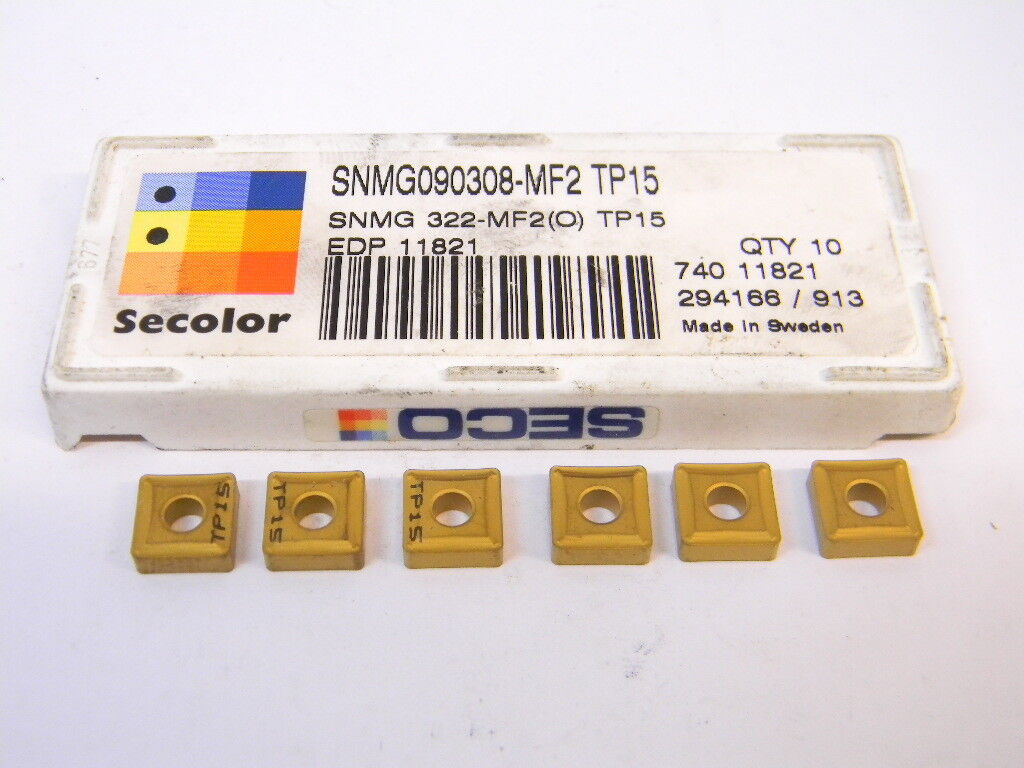 SNMG090308-MF2 TP15
SNMG 322-MF2(O) TP15
EDP 11821
QTY 10
740 11821
294166 / 913
Made in Sweden
Secolor
877
SECO
TP15
TP15
TP15